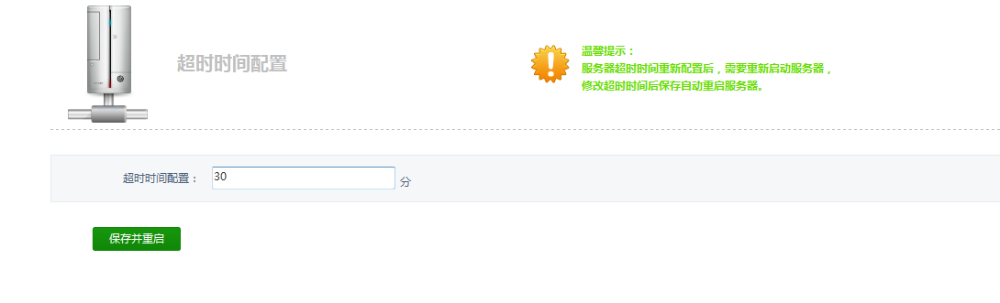 超时时间配置
温馨提示：
服务器超时时间重新配置后，需要重新启动服务器，
修改超时时间后保存自动重启服务器。
超时时间配置： 30 分
保存并重启